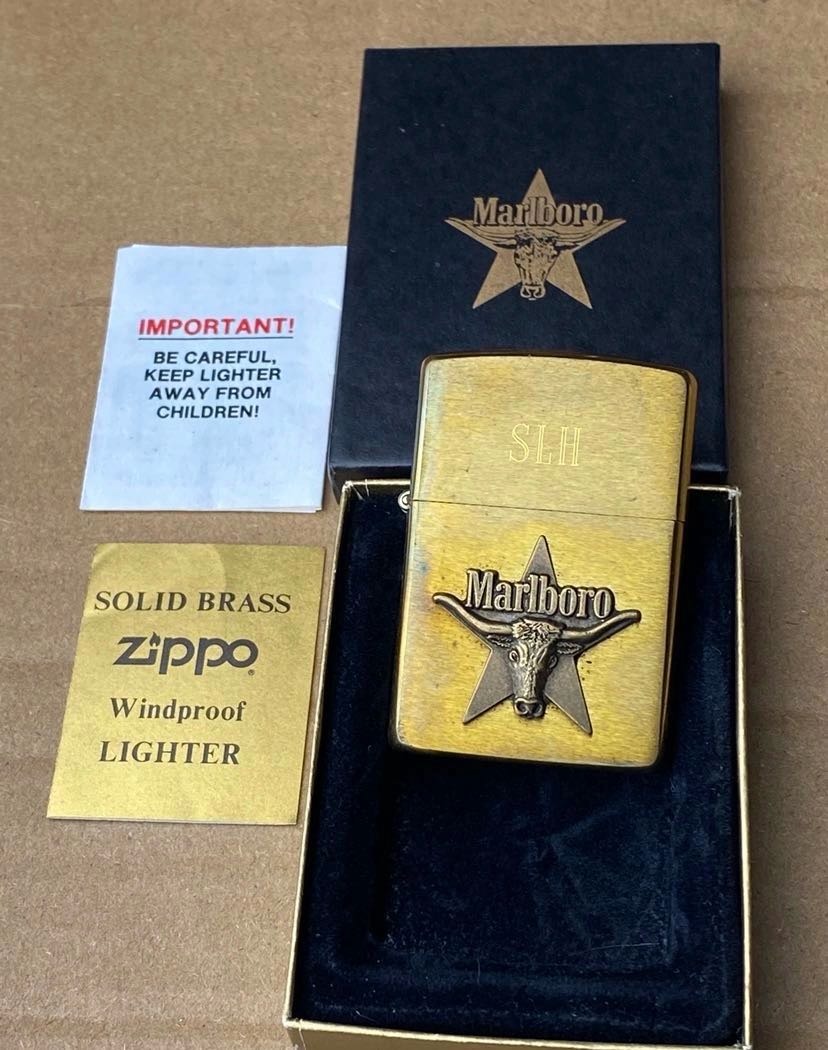 Marlboro
IMPORTANT!
BE CAREFUL,
KEEP LIGHTER
AWAY FROM
CHILDREN!
SLH
Marlboro
SOLID BRASS
Zippo®
Windproof
LIGHTER